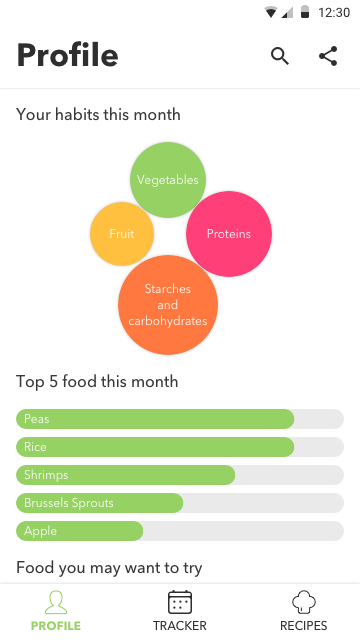 12:30
Profile
Your habits this month
Vegetables
Fruit
Proteins
Starches
and
carbohydrates
Top 5 food this month
Peas
Rice
Shrimps
Brussels Sprouts
Apple
Food you may want to try
PROFILE
TRACKER
RECIPES